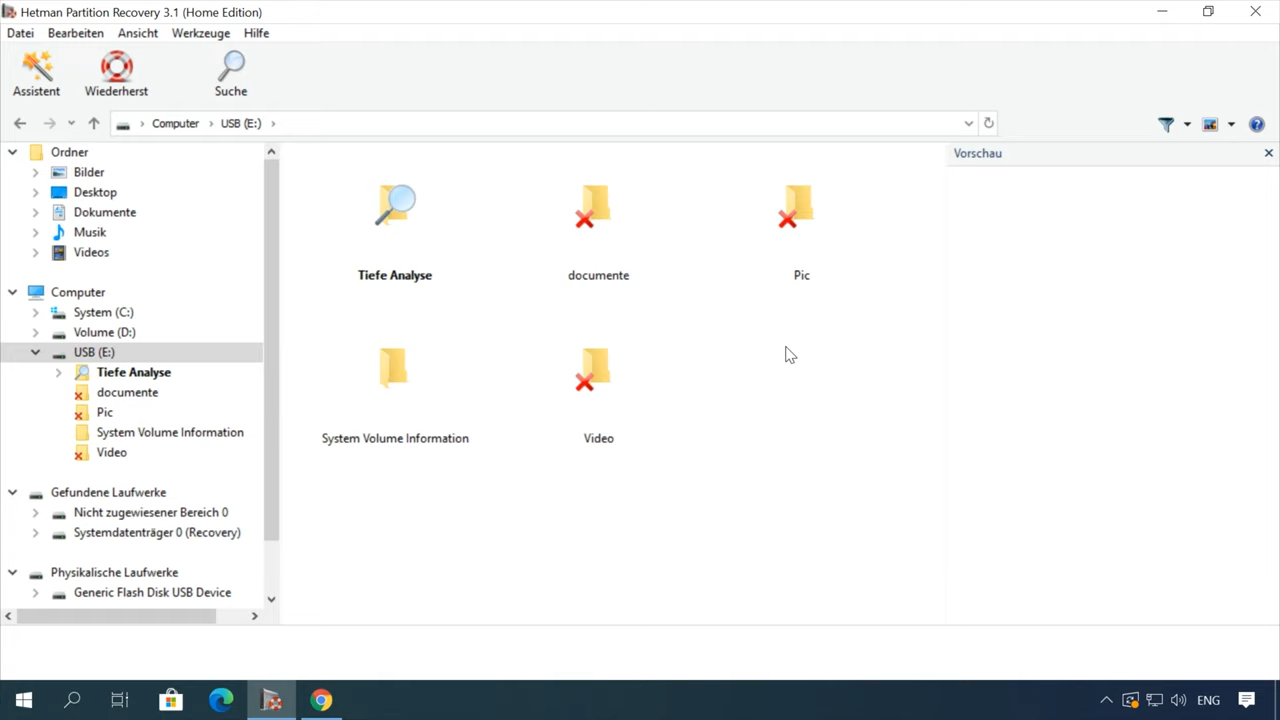 Hetman Partition Recovery 3.1 (Home Edition)
Datei Bearbeiten Ansicht Werkzeuge Hilfe
Assistent Wiederherst Suche
Computer USB (E:)
Ordner
Bilder
Desktop
Dokumente
Musik
Videos
Computer
System (C:)
Volume (D:)
USB (E:)
Tiefe Analyse
documente
Pic
System Volume Information
Video
Gefundene Laufwerke
Nicht zugewiesener Bereich 0
Systemdatenträger 0 (Recovery)
Physikalische Laufwerke
Generic Flash Disk USB Device
Tiefe Analyse documente Pic
System Volume Information Video
Vorschau
ENG